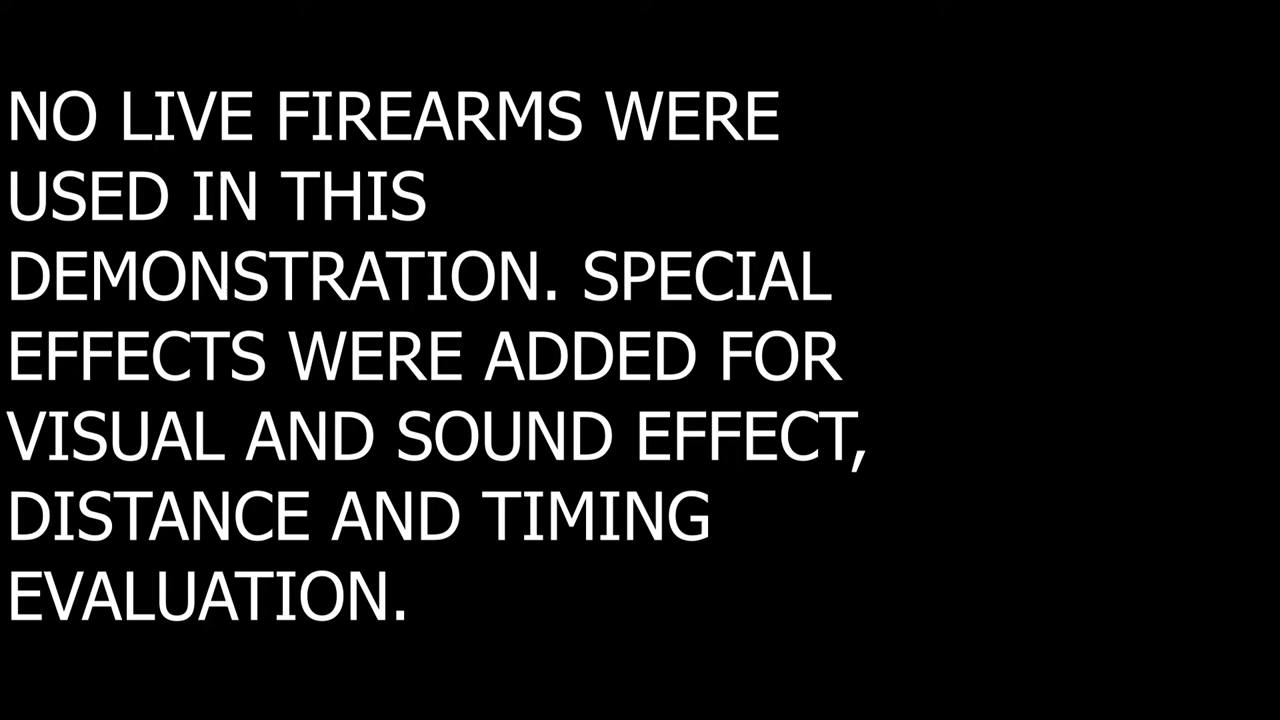 NO LIVE FIREARMS WERE
USED IN THIS
DEMONSTRATION. SPECIAL
EFFECTS WERE ADDED FOR
VISUAL AND SOUND EFFECT,
DISTANCE AND TIMING
EVALUATION.